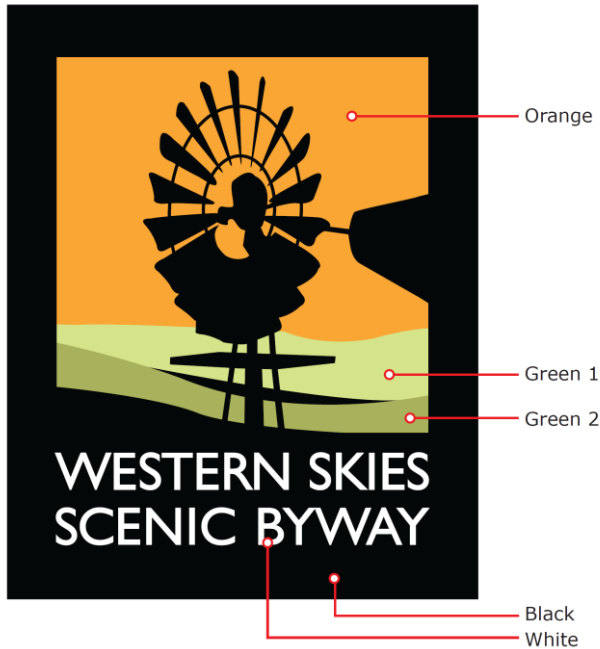 Orange
Green 1
Green 2
WESTERN SKIES
SCENIC BYWAY
Black
White